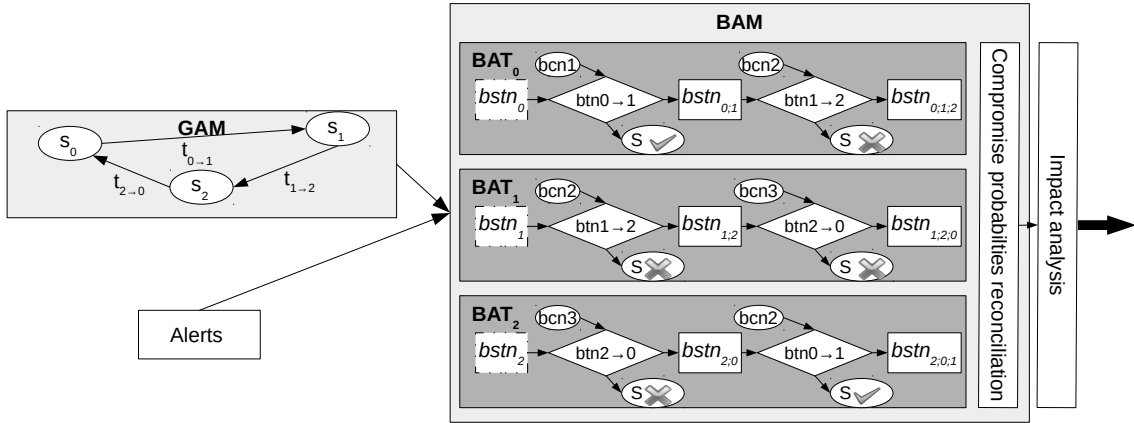 BAM
BAT0
bcn1
bcn2
bstn0
btn0→1
bstn0;1
btn1→2
bstn0;1;2
S
S
GAM
s0
s1
t0→1
s2
t1→2
t2→0
BAT1
bcn2
bcn3
bstn1
btn1→2
bstn1;2
btn2→0
bstn1;2;0
S
S
BAT2
bcn3
bcn2
bstn2
btn2→0
bstn2;0
btn0→1
bstn2;0;1
S
S
Alerts
Compromise probabilties reconciliation
Impact analysis